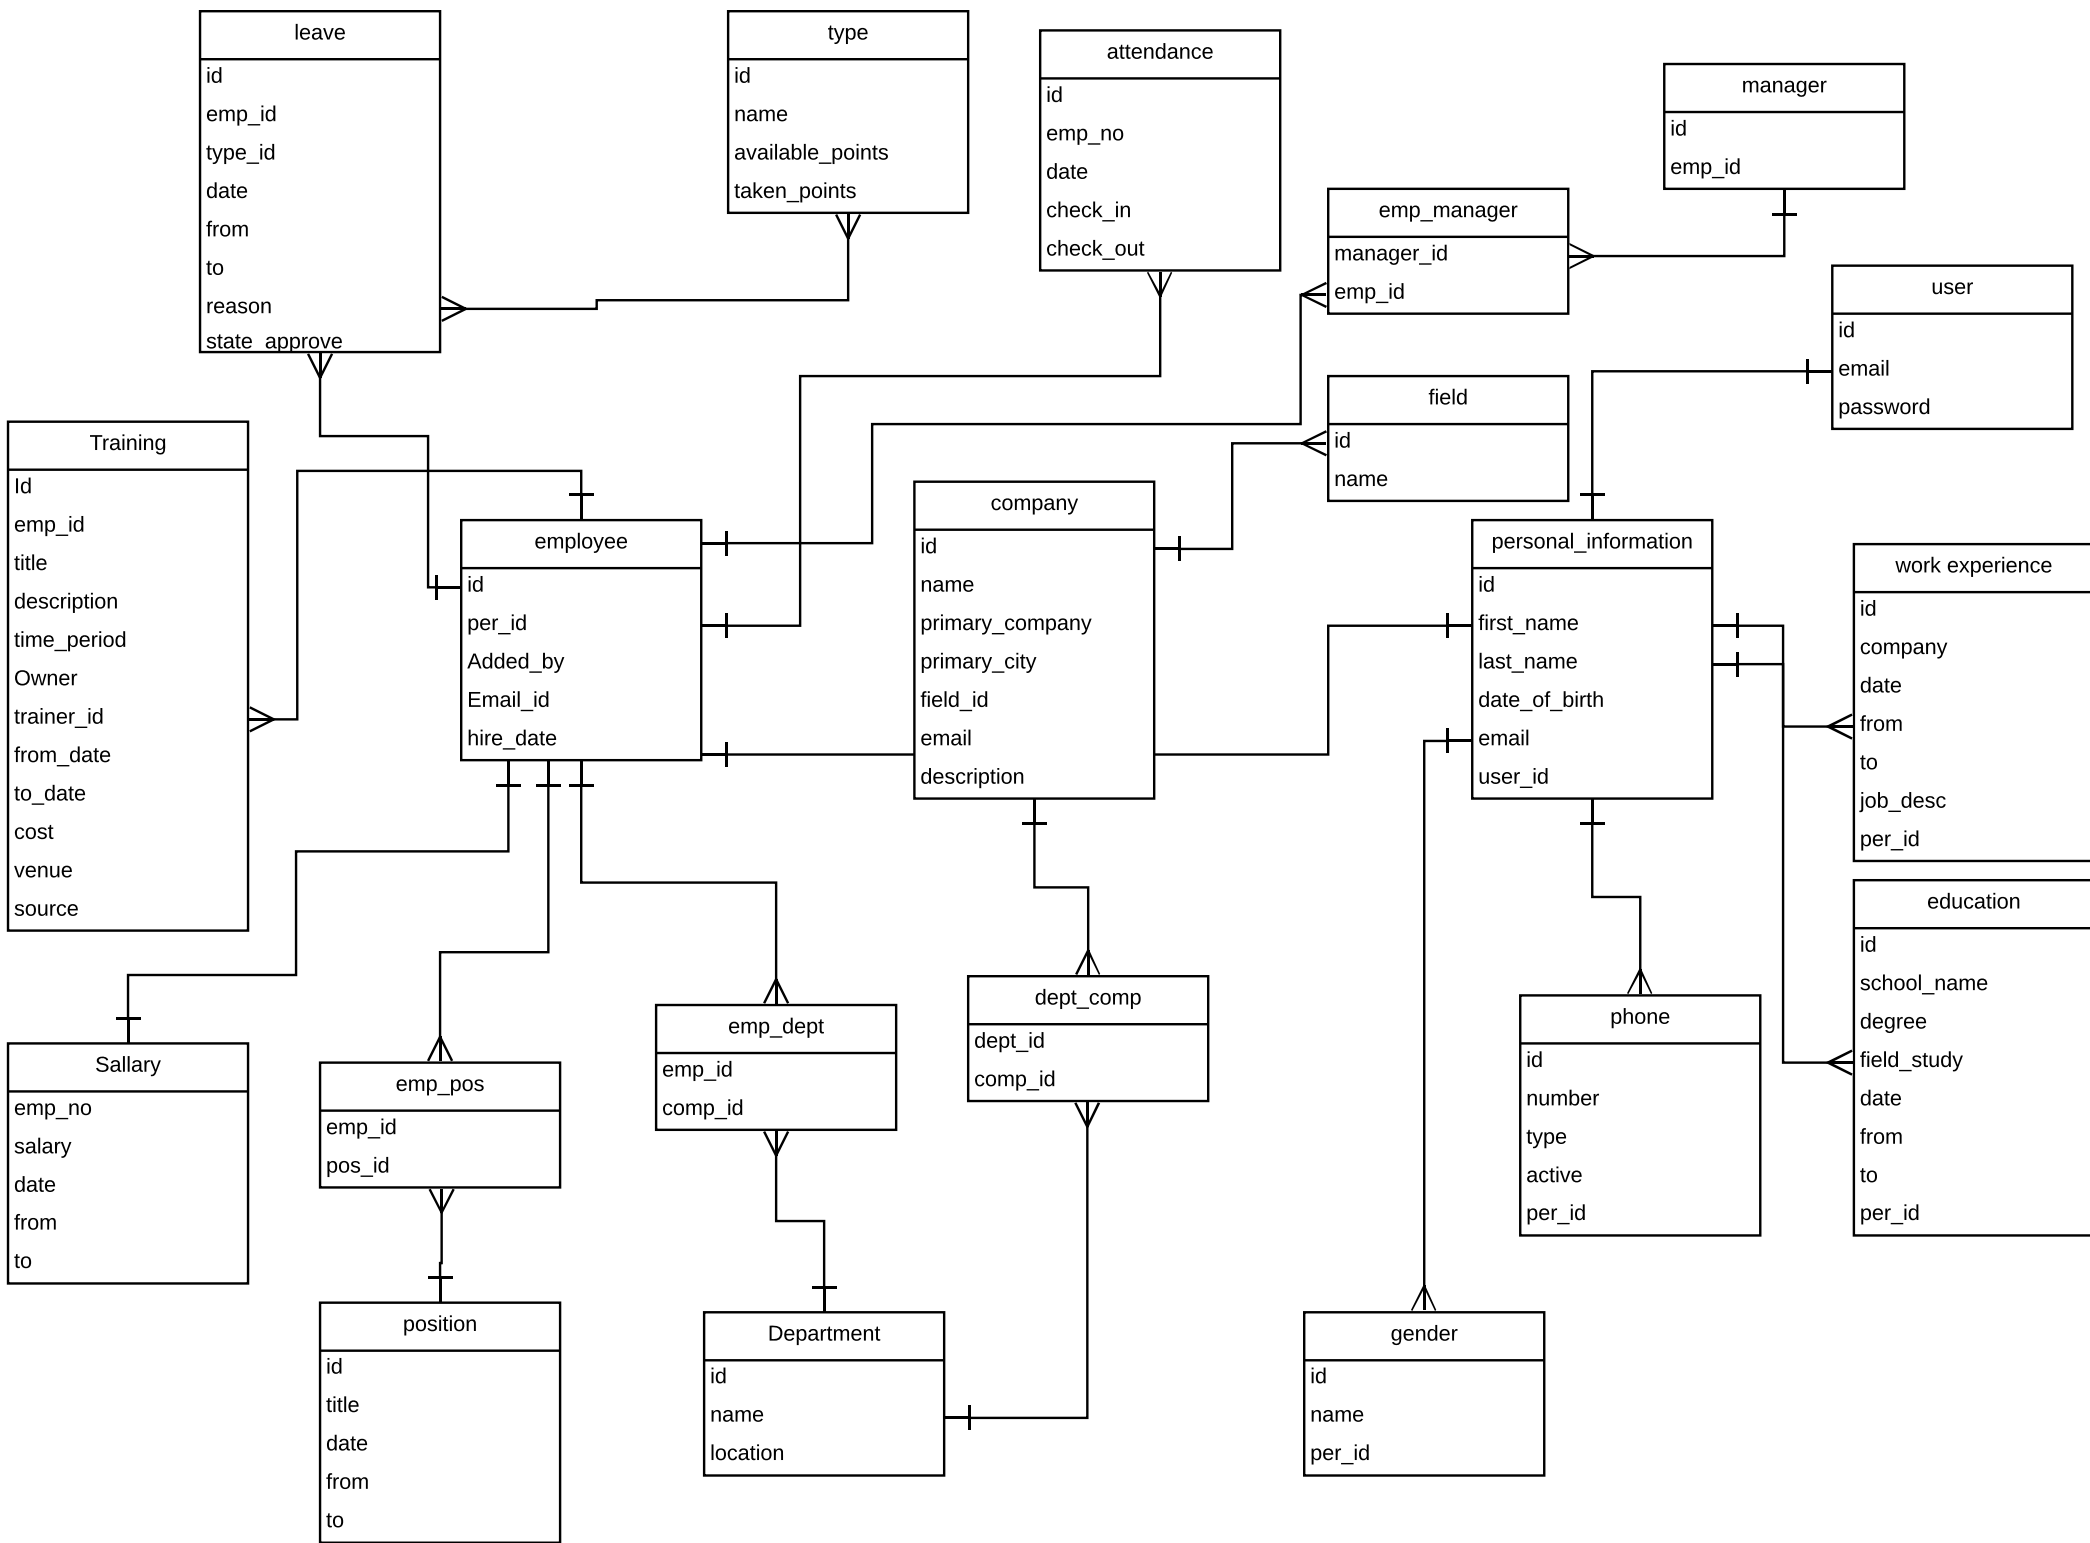 leave
id
emp_id
type_id
date
from
to
reason
state_approve
type
id
name
available_points
taken_points
attendance
id
emp_no
date
check_in
check_out
manager
id
emp_id
emp_manager
manager_id
emp_id
user
id
email
password
field
id
name
Training
Id
emp_id
title
description
time_period
Owner
trainer_id
from_date
to_date
cost
venue
source
employee
id
per_id
Added_by
Email_id
hire_date
company
id
name
primary_company
primary_city
field_id
email
description
personal_information
id
first_name
last_name
date_of_birth
email
user_id
work experience
id
company
date
from
to
job_desc
per_id
education
id
school_name
degree
field_study
date
from
to
per_id
Sallary
emp_no
salary
date
from
to
emp_pos
emp_id
pos_id
emp_dept
emp_id
comp_id
dept_comp
dept_id
comp_id
phone
id
number
type
active
per_id
position
id
title
date
from
to
Department
id
name
location
gender
id
name
per_id